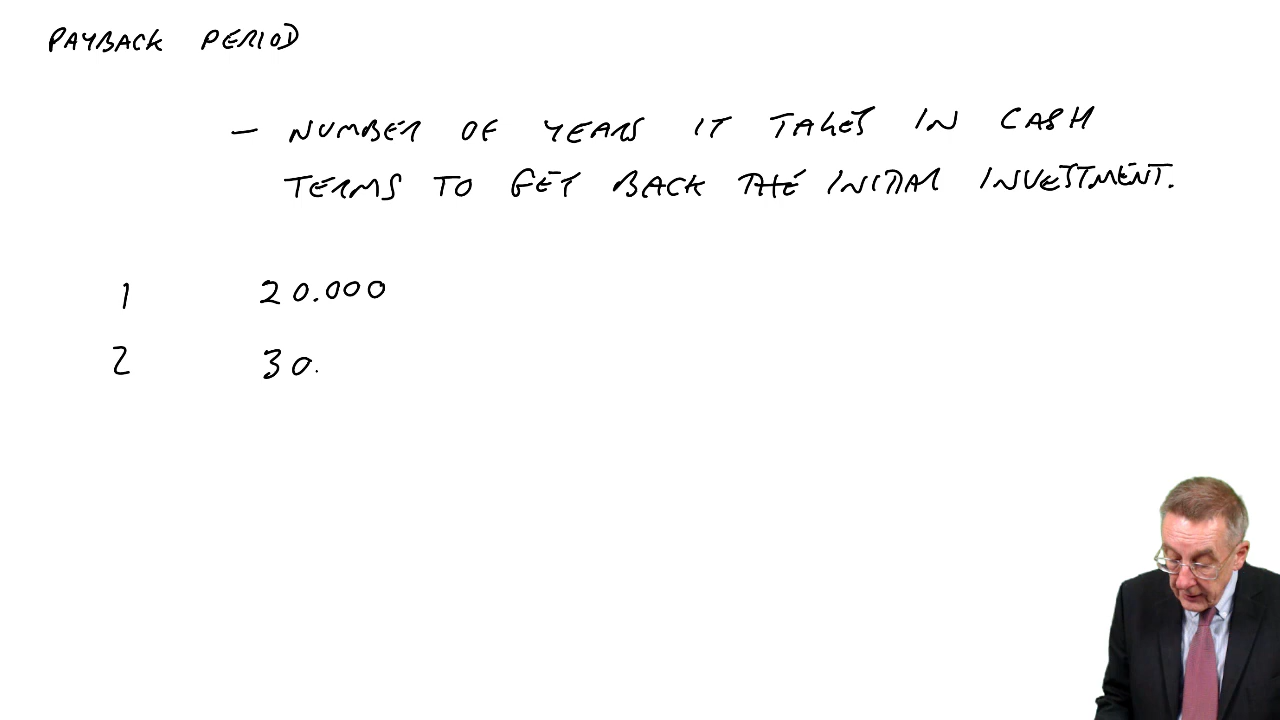 PAYBACK PERIOD
– NUMBER OF YEARS IT TAKES IN CASH
TERMS TO GET BACK THE INITIAL INVESTMENT.
1 20.000
2 30.